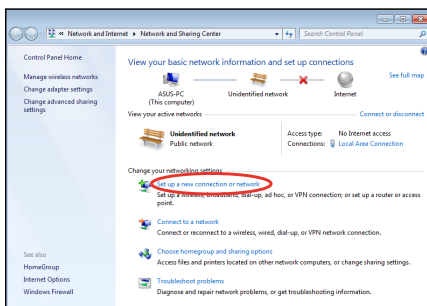 Network and Internet Network and Sharing Center Search Control Panel
Control Panel Home
Manage wireless networks
Change adapter settings
Change advanced sharing
settings
See also
HomeGroup
Internet Options
Windows Firewall
View your basic network information and set up connections
See full map
ASUS-PC
(This computer)
Unidentified network
Internet
View your active networks
Connect or disconnect
Unidentified network
Public network
Access type: No Internet access
Connections: Local Area Connection
Change your networking settings
Set up a new connection or network
Set up a wireless, broadband, dial-up, ad hoc, or VPN connection; or set up a router or access
point.
Connect to a network
Connect or reconnect to a wireless, wired, dial-up, or VPN network connection.
Choose homegroup and sharing options
Access files and printers located on other network computers, or change sharing settings.
Troubleshoot problems
Diagnose and repair network problems, or get troubleshooting information.